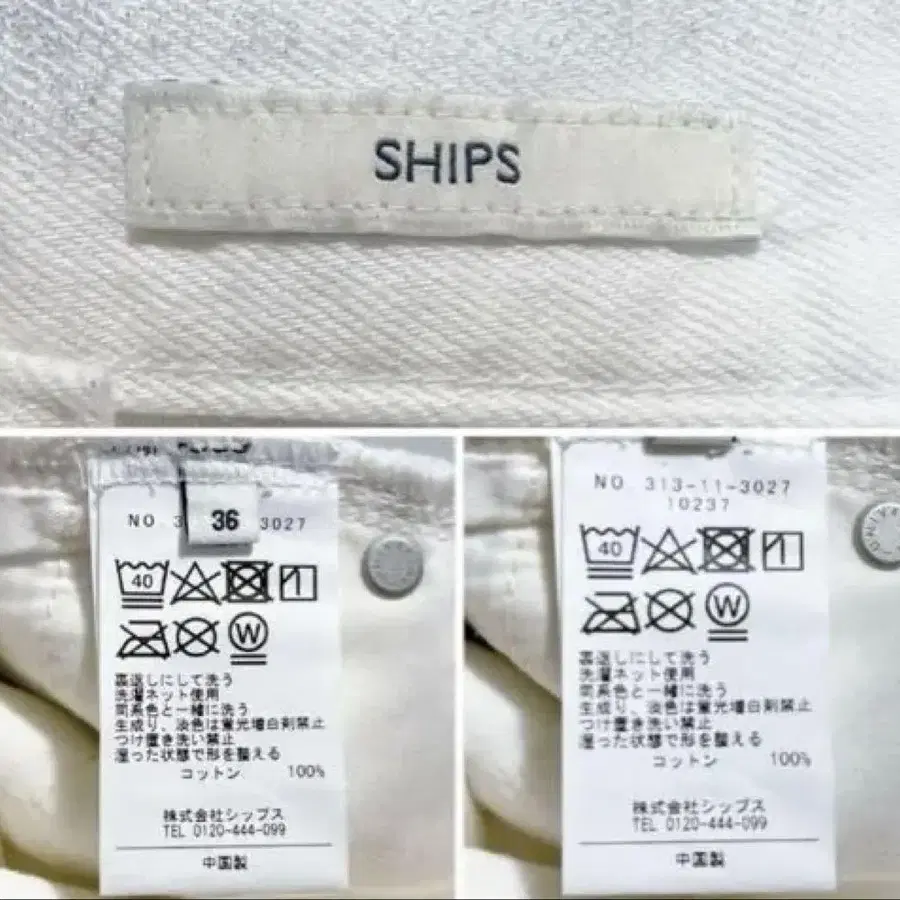 SHIPS
36
NO 3 3027
40
W
裏返しにして洗う
洗濯ネット使用
同系色と一緒に洗う
生成り、淡色は蛍光増白剤禁止
つけ置き洗い禁止
湿った状態で形を整える
コットン 100%
株式会社シップス
TEL 0120-444-099
中国製
NO 313-11-3027
10237
40
W
裏返しにして洗う
洗濯ネット使用
同系色と一緒に洗う
生成り、淡色は蛍光増白剤禁止
つけ置き洗い禁止
湿った状態で形を整える
コットン 100%
株式会社シップス
TEL 0120-444-099
中国製